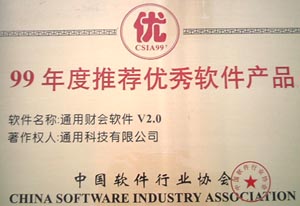 优
CSIA99'
99年度推荐优秀软件产品
软件名称:通用财会软件 V2.0
著作权人:通用科技有限公司
中国软件行业协会
CHINA SOFTWARE INDUSTRY ASSOCIATION